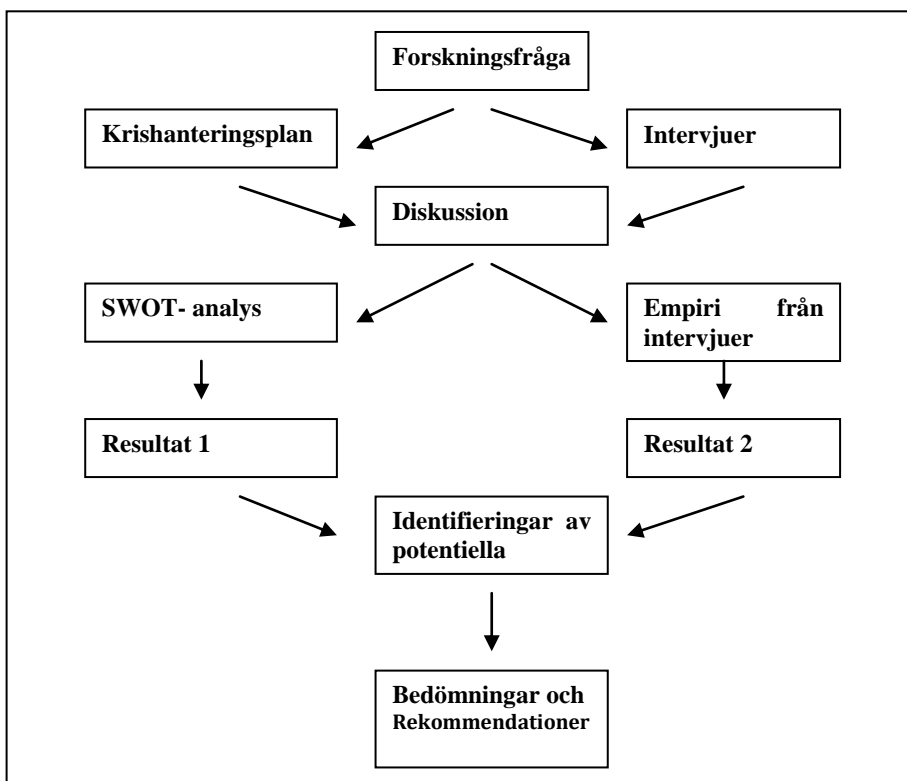 Forskningsfråga
Krishanteringsplan
Intervjuer
Diskussion
SWOT- analys
Empiri från
intervjuer
Resultat 1
Resultat 2
Identifieringar av
potentiella
Bedömningar och
Rekommendationer